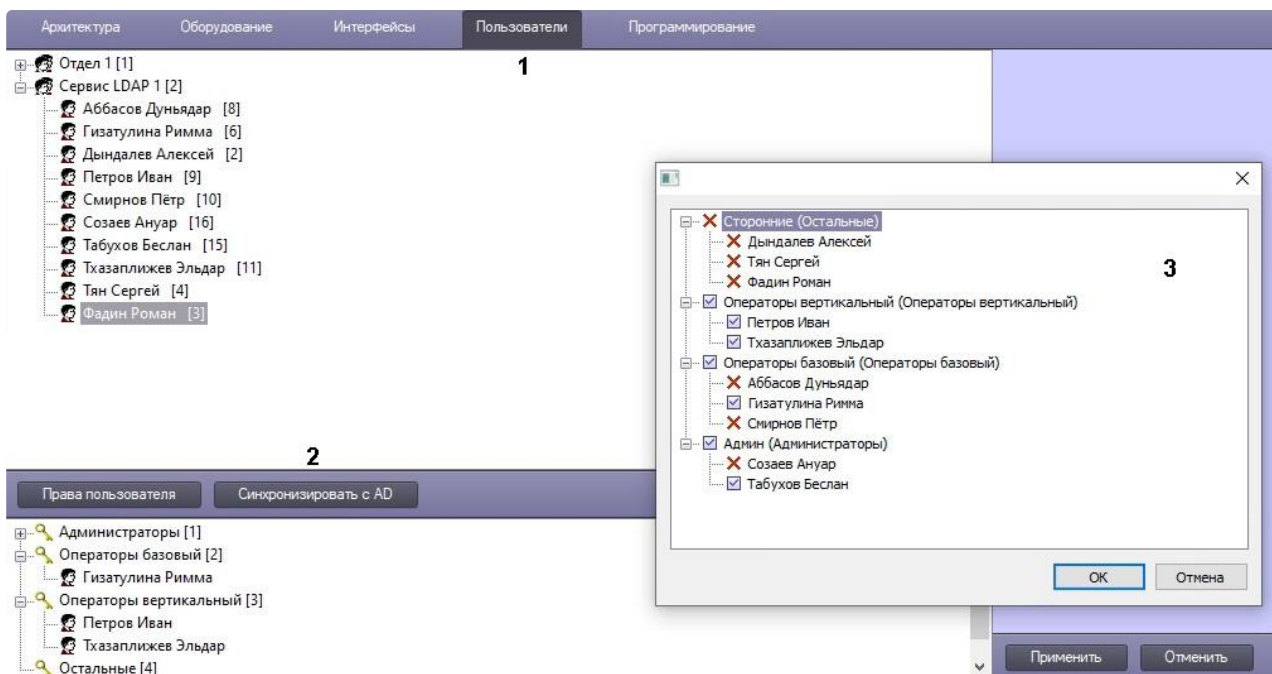 Архитектура Оборудование Интерфейсы Пользователи Программирование
1
Отдел 1 [1]
Сервис LDAP 1 [2]
Аббасов Дуньядар [8]
Гизатулина Римма [6]
Дындалев Алексей [2]
Петров Иван [9]
Смирнов Пётр [10]
Созаев Ануар [16]
Табухов Беслан [15]
Тхазаплижев Эльдар [11]
Тян Сергей [4]
Фадин Роман [3]
2
Права пользователя Синхронизировать с AD
Администраторы [1]
Операторы базовый [2]
Гизатулина Римма
Операторы вертикальный [3]
Петров Иван
Тхазаплижев Эльдар
Остальные [4]
Сторонние (Остальные)
Дындалев Алексей
Тян Сергей
Фадин Роман
3
Операторы вертикальный (Операторы вертикальный)
Петров Иван
Тхазаплижев Эльдар
Операторы базовый (Операторы базовый)
Аббасов Дуньядар
Гизатулина Римма
Смирнов Пётр
Админ (Администраторы)
Созаев Ануар
Табухов Беслан
OK Отмена
Применить Отменить